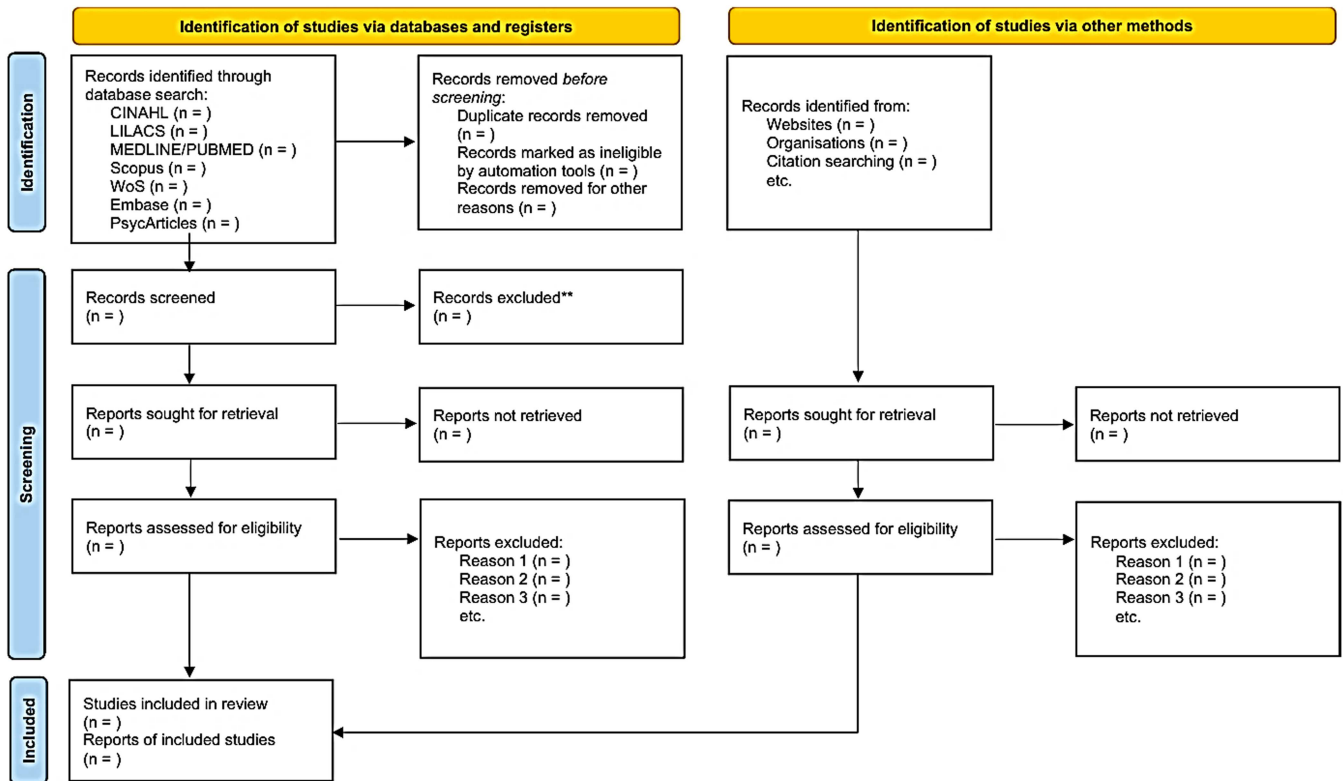 Identification of studies via databases and registers
Identification of studies via other methods
Identification
Records identified through
database search:
CINAHL (n = )
LILACS (n = )
MEDLINE/PUBMED (n = )
Scopus (n = )
WoS (n = )
Embase (n = )
PsycArticles (n = )
Records removed before
screening:
Duplicate records removed
(n = )
Records marked as ineligible
by automation tools (n = )
Records removed for other
reasons (n = )
Records identified from:
Websites (n = )
Organisations (n = )
Citation searching (n = )
etc.
Screening
Records screened
(n = )
Records excluded**
(n = )
Reports sought for retrieval
(n = )
Reports not retrieved
(n = )
Reports sought for retrieval
(n = )
Reports not retrieved
(n = )
Reports assessed for eligibility
(n = )
Reports excluded:
Reason 1 (n = )
Reason 2 (n = )
Reason 3 (n = )
etc.
Reports assessed for eligibility
(n = )
Reports excluded:
Reason 1 (n = )
Reason 2 (n = )
Reason 3 (n = )
etc.
Included
Studies included in review
(n = )
Reports of included studies
(n = )